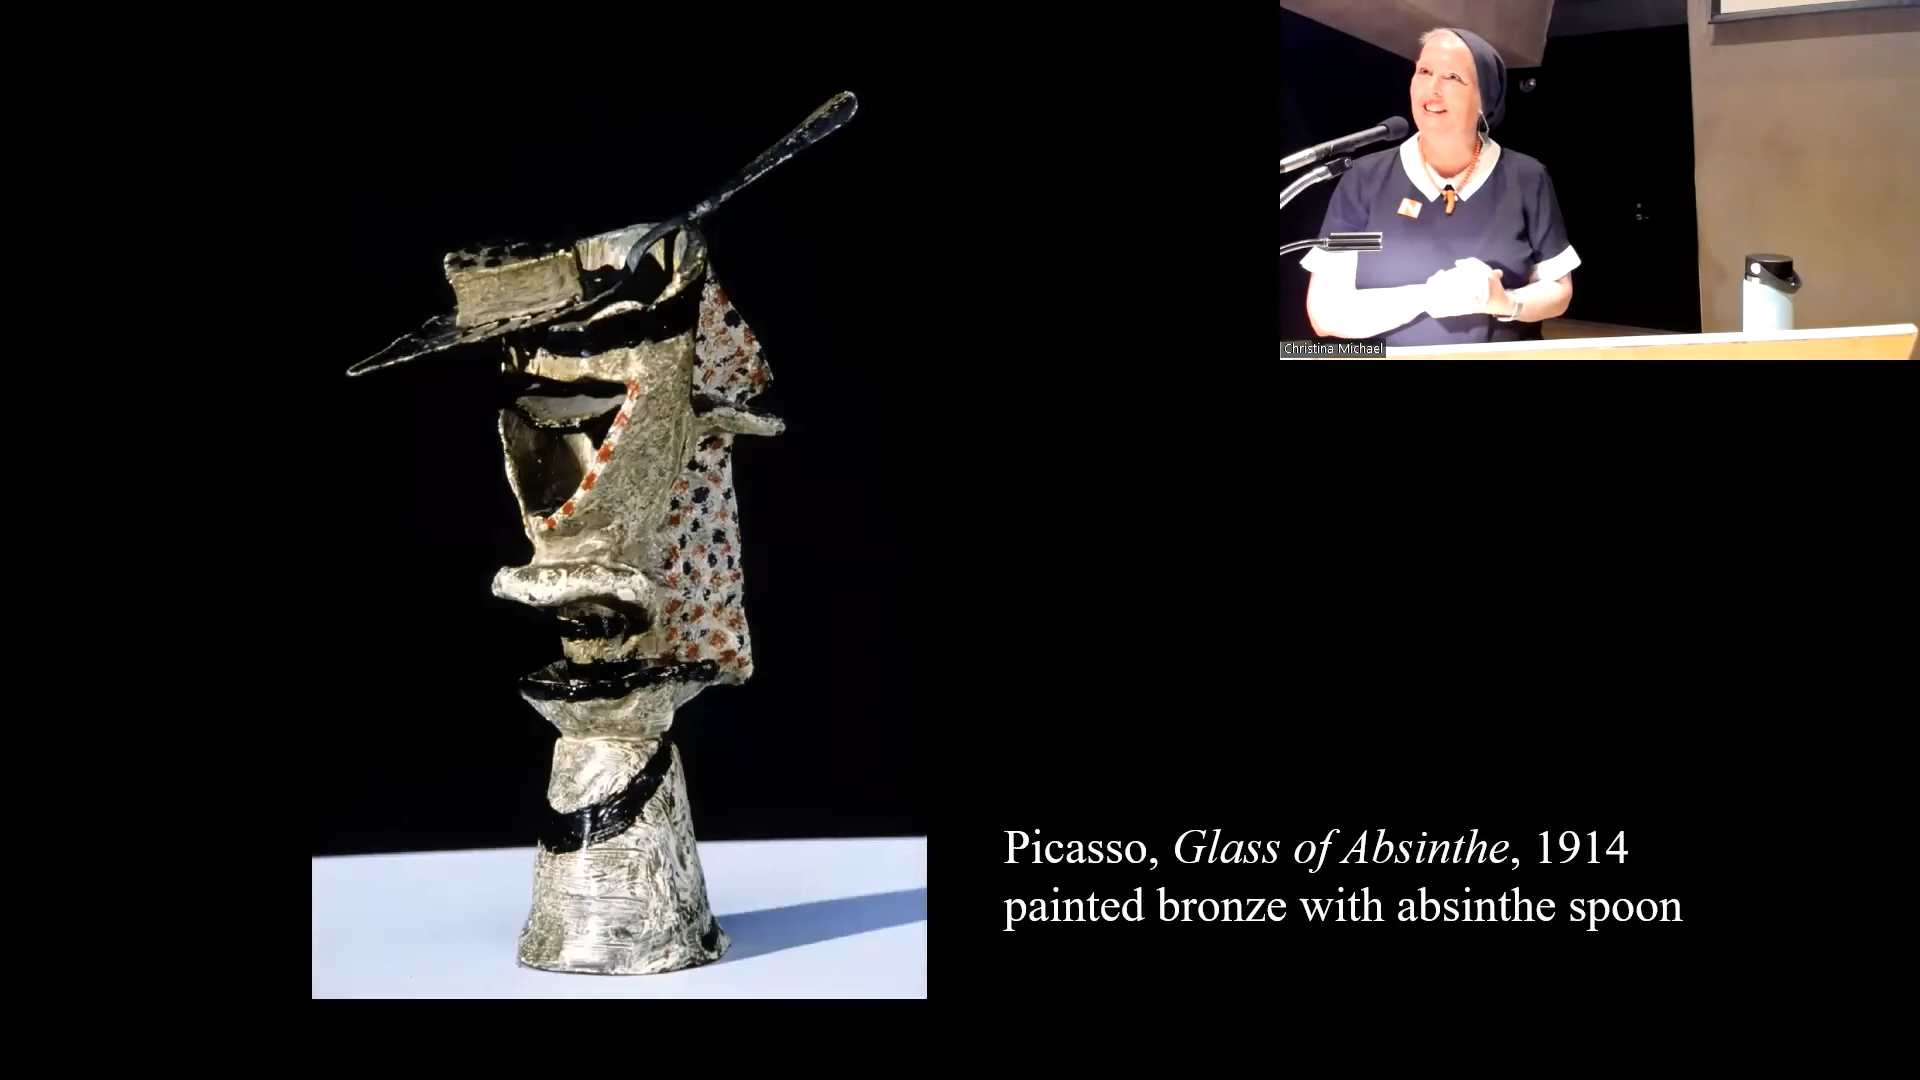 Christina Michael
Picasso, Glass of Absinthe, 1914
painted bronze with absinthe spoon